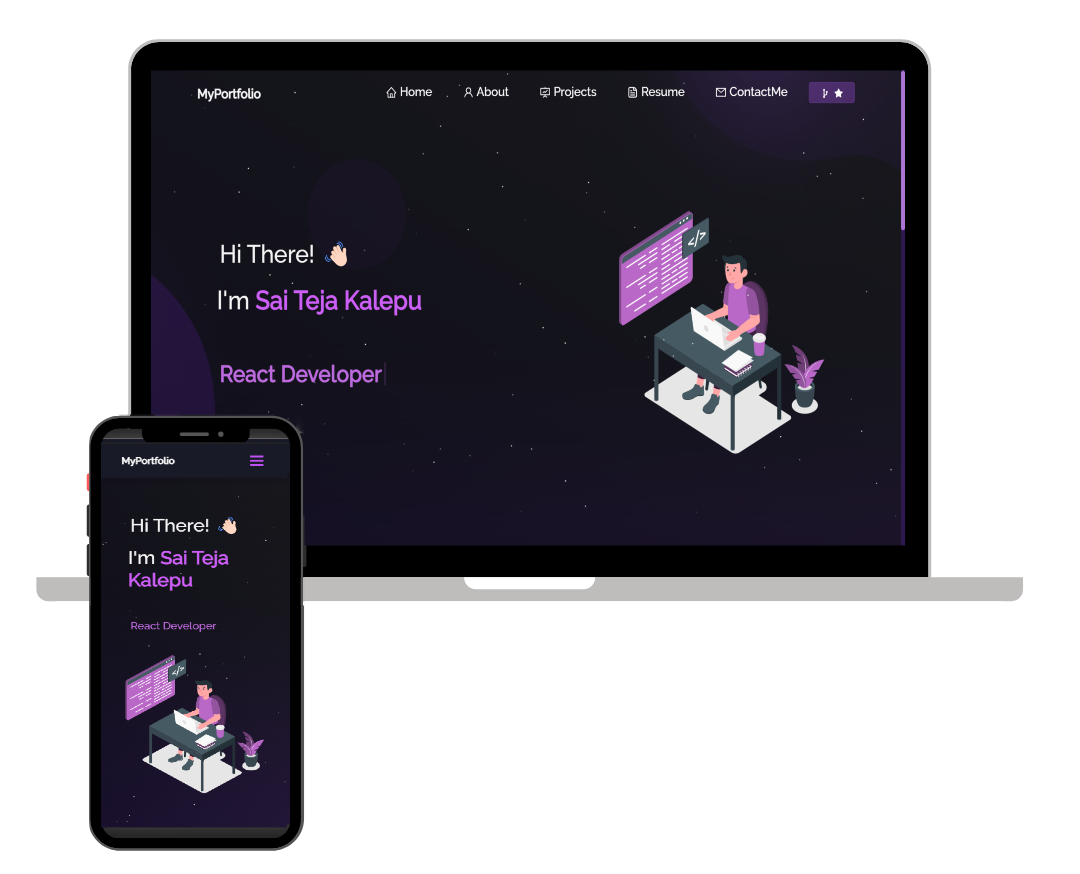 MyPortfolio
Home
About
Projects
Resume
ContactMe
Hi There!
I'm Sai Teja Kalepu
React Developer
</>
MyPortfolio
Hi There!
I'm Sai Teja
Kalepu
React Developer
</>